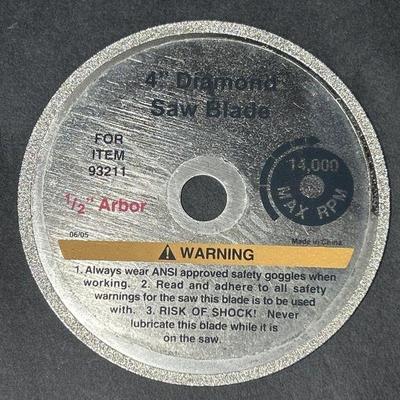 4" Diamond
Saw Blade
FOR
ITEM
93211
14,000
MAX RPM
1/2" Arbor
06/05
Made in China
WARNING
1. Always wear ANSI approved safety goggles when
working. 2. Read and adhere to all safety
warnings for the saw this blade is to be used
with. 3. RISK OF SHOCK! Never
lubricate this blade while it is
on the saw.